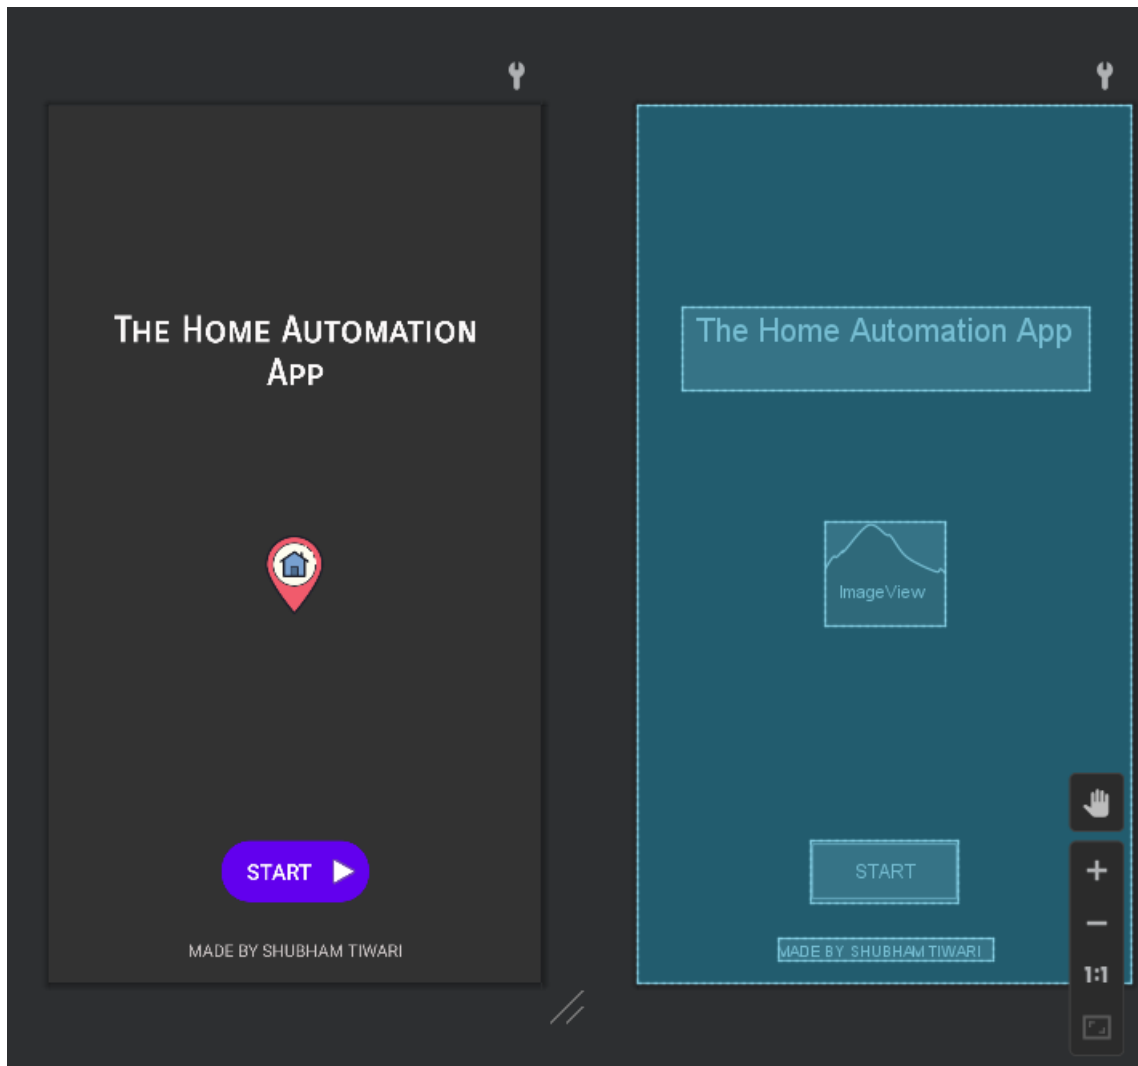 The Home Automation
App
START
MADE BY SHUBHAM TIWARI
The Home Automation App
ImageView
START
MADE BY SHUBHAM TIWARI
1:1